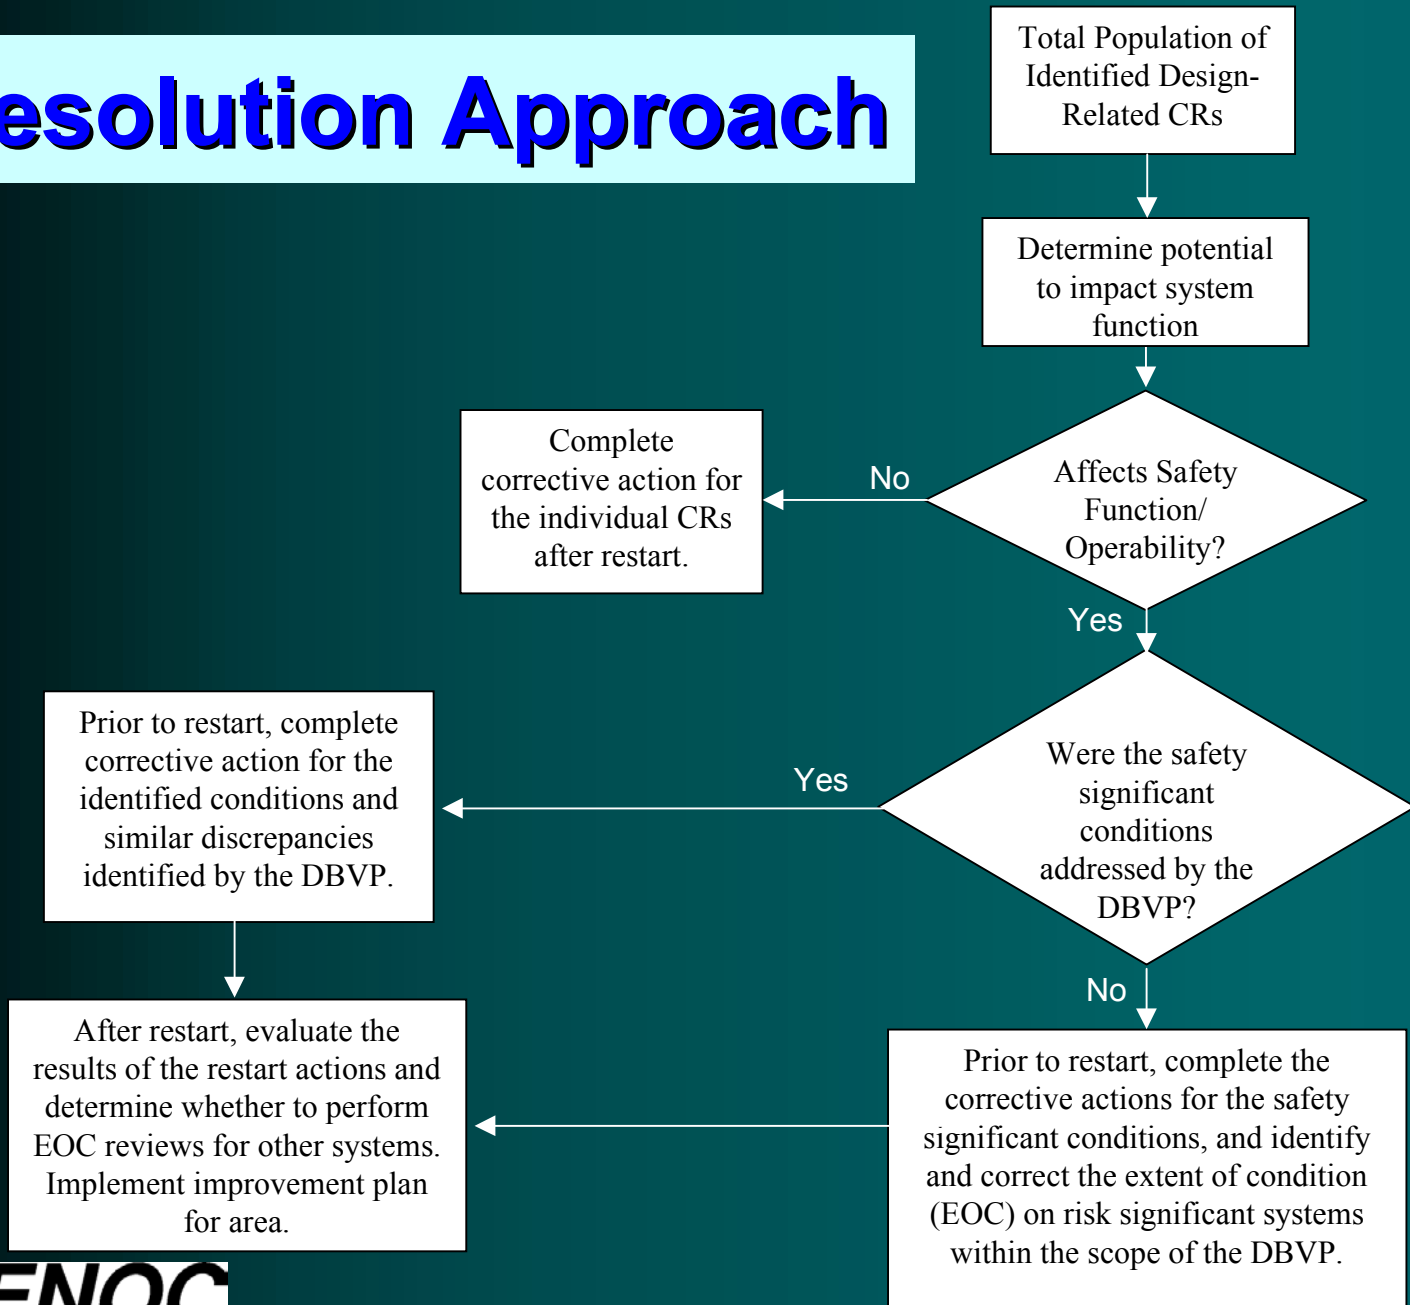 esolution Approach
Total Population of
Identified Design-
Related CRs
Determine potential
to impact system
function
Affects Safety
Function/
Operability?
No
Complete
corrective action for
the individual CRs
after restart.
Yes
Were the safety
significant
conditions
addressed by the
DBVP?
Yes
Prior to restart, complete
corrective action for the
identified conditions and
similar discrepancies
identified by the DBVP.
No
Prior to restart, complete the
corrective actions for the safety
significant conditions, and identify
and correct the extent of condition
(EOC) on risk significant systems
within the scope of the DBVP.
After restart, evaluate the
results of the restart actions and
determine whether to perform
EOC reviews for other systems.
Implement improvement plan
for area.
ENOC